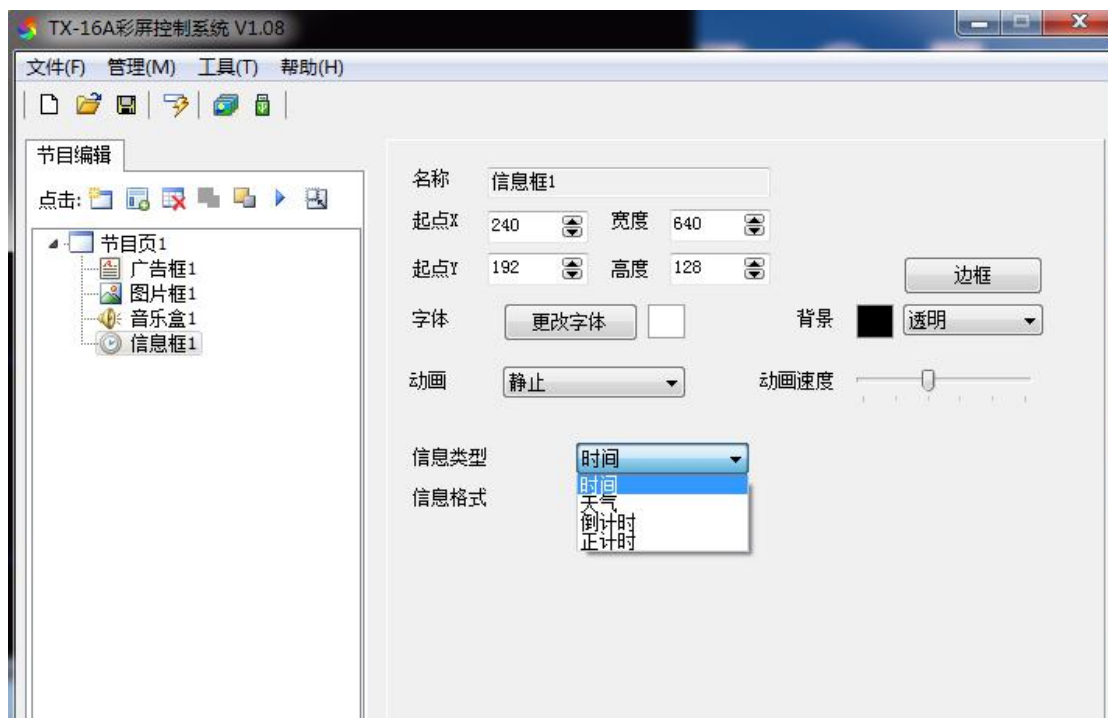 TX-16A彩屏控制系统 V1.08
文件(F) 管理(M) 工具(T) 帮助(H)
节目编辑
点击:
节目页1
广告框1
图片框1
音乐盒1
信息框1
名称 信息框1
起点X 240 宽度 640
起点Y 192 高度 128
边框
字体 更改字体 背景 透明
动画 静止 动画速度
信息类型 时间
信息格式
时间
天气
倒计时
正计时